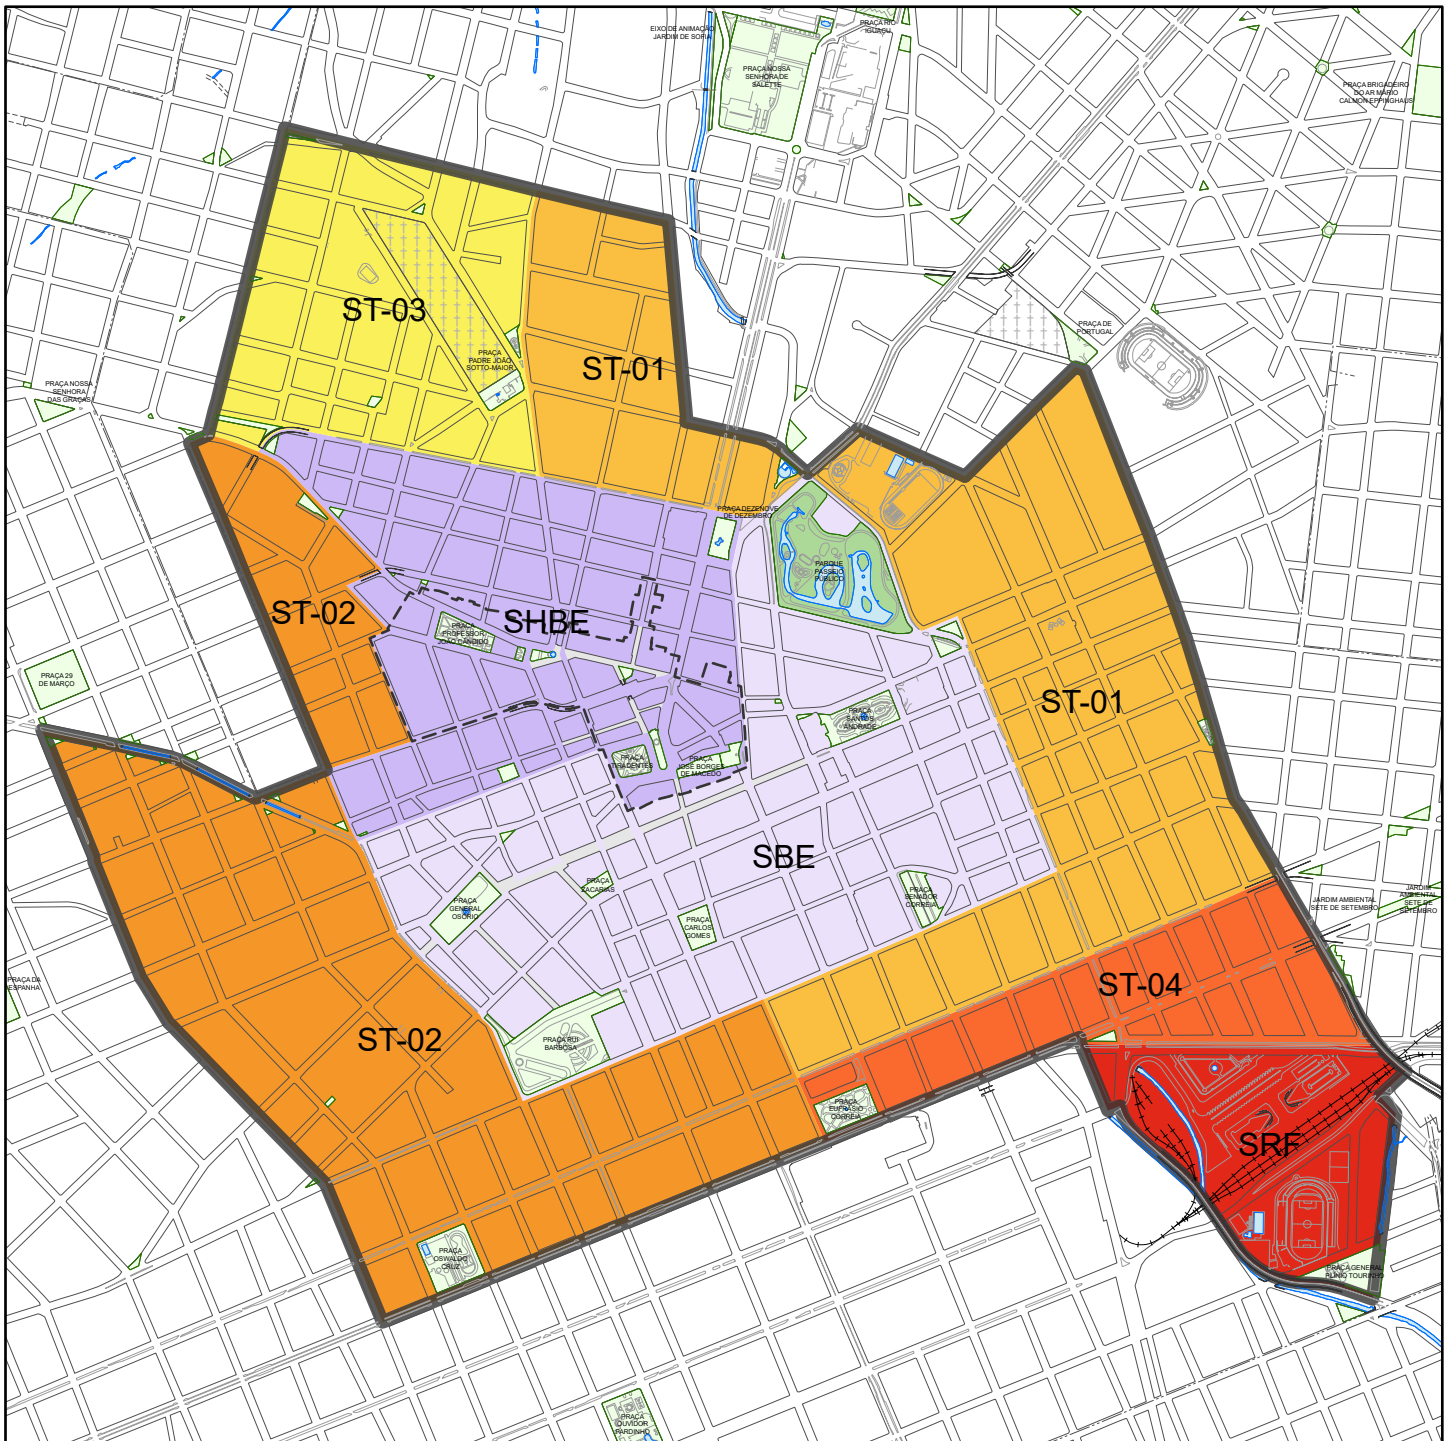 EIXO DE ANIMAÇÃO
JARDIM DE SOFIA
PRAÇA RIO
IGUAÇU
PRAÇA NOSSA
SENHORA DE
SALETTE
PRAÇA BRIGADEIRO
DO AR MÁRIO
CALMON EPPINGHAUS
ST-03
ST-01
PRAÇA DE
PORTUGAL
PRAÇA
PADRE JOÃO
SOTTO-MAIOR
PRAÇA NOSSA
SENHORA
DAS GRAÇAS
PRAÇA DEZENOVE
DE DEZEMBRO
PARQUE
PASSEIO
PÚBLICO
ST-02
SHBE
PRAÇA
PROFESSOR
JOÃO CÂNDIDO
PRAÇA 29
DE MARÇO
ST-01
PRAÇA
SANTOS
ANDRADE
PRAÇA
TIRADENTES
PRAÇA
JOSÉ BORGES
DE MACEDO
SBE
PRAÇA
ZACARIAS
PRAÇA
GENERAL
OSÓRIO
PRAÇA
SENADOR
CORREIA
PRAÇA
CARLOS
GOMES
JARDIM AMBIENTAL
SETE DE SETEMBRO
JARDIM
AMBIENTAL
SETE DE
SETEMBRO
PRAÇA DA
ESPANHA
ST-04
ST-02
PRAÇA RUI
BARBOSA
PRAÇA
EUFRÁSIO
CORREIA
SRF
PRAÇA
OSWALDO
CRUZ
PRAÇA GENERAL
PLÍNIO TOURINHO
PRAÇA
OUVIDOR
PARDINHO